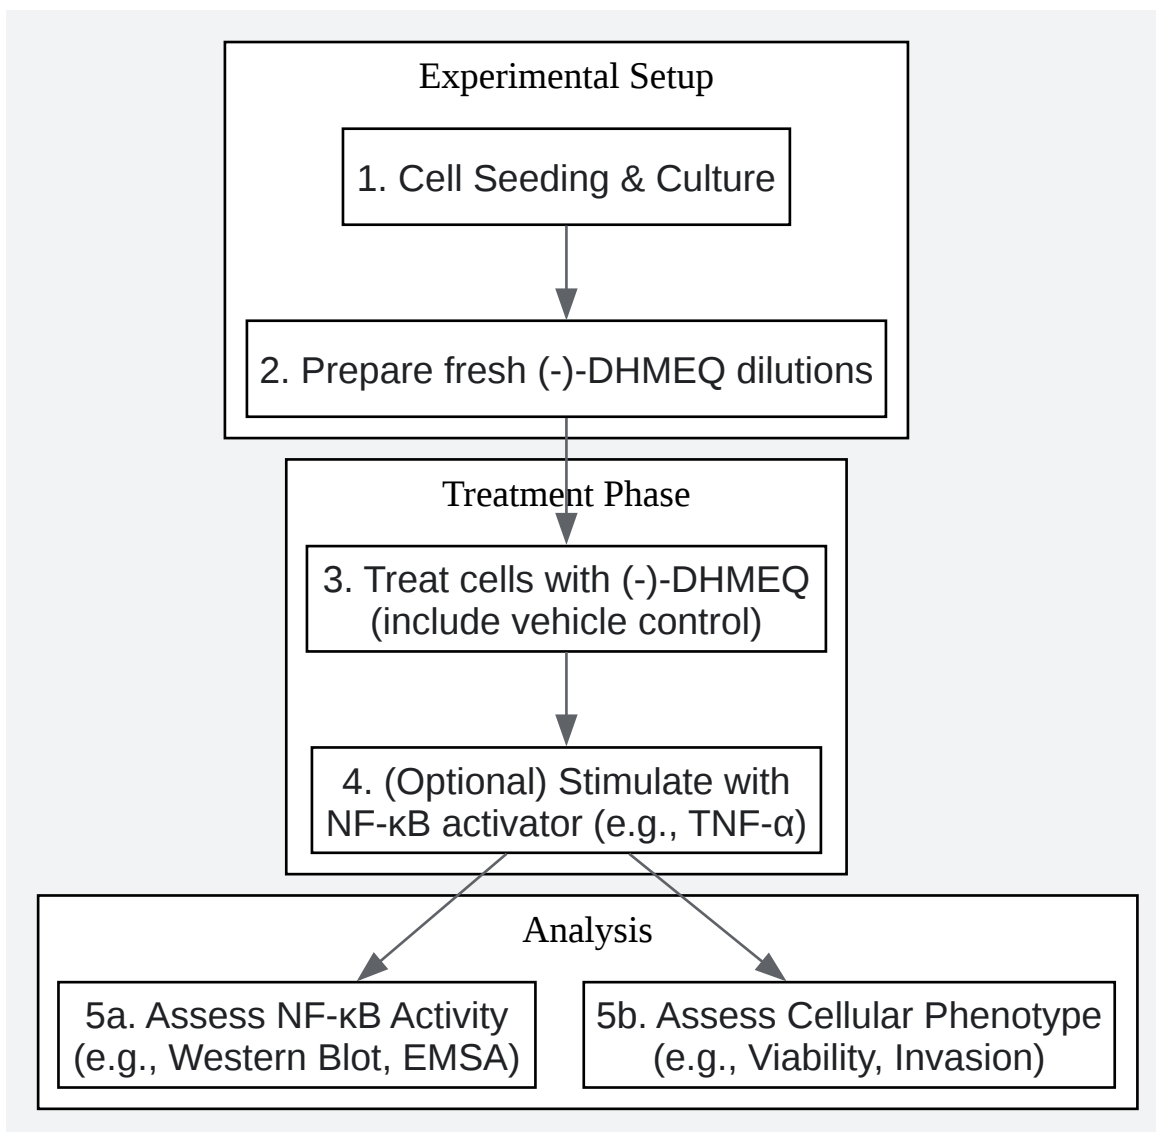 Experimental Setup
1. Cell Seeding & Culture
2. Prepare fresh (-)-DHMEQ dilutions
Treatment Phase
3. Treat cells with (-)-DHMEQ
(include vehicle control)
4. (Optional) Stimulate with
NF-κB activator (e.g., TNF-α)
Analysis
5a. Assess NF-κB Activity
(e.g., Western Blot, EMSA)
5b. Assess Cellular Phenotype
(e.g., Viability, Invasion)